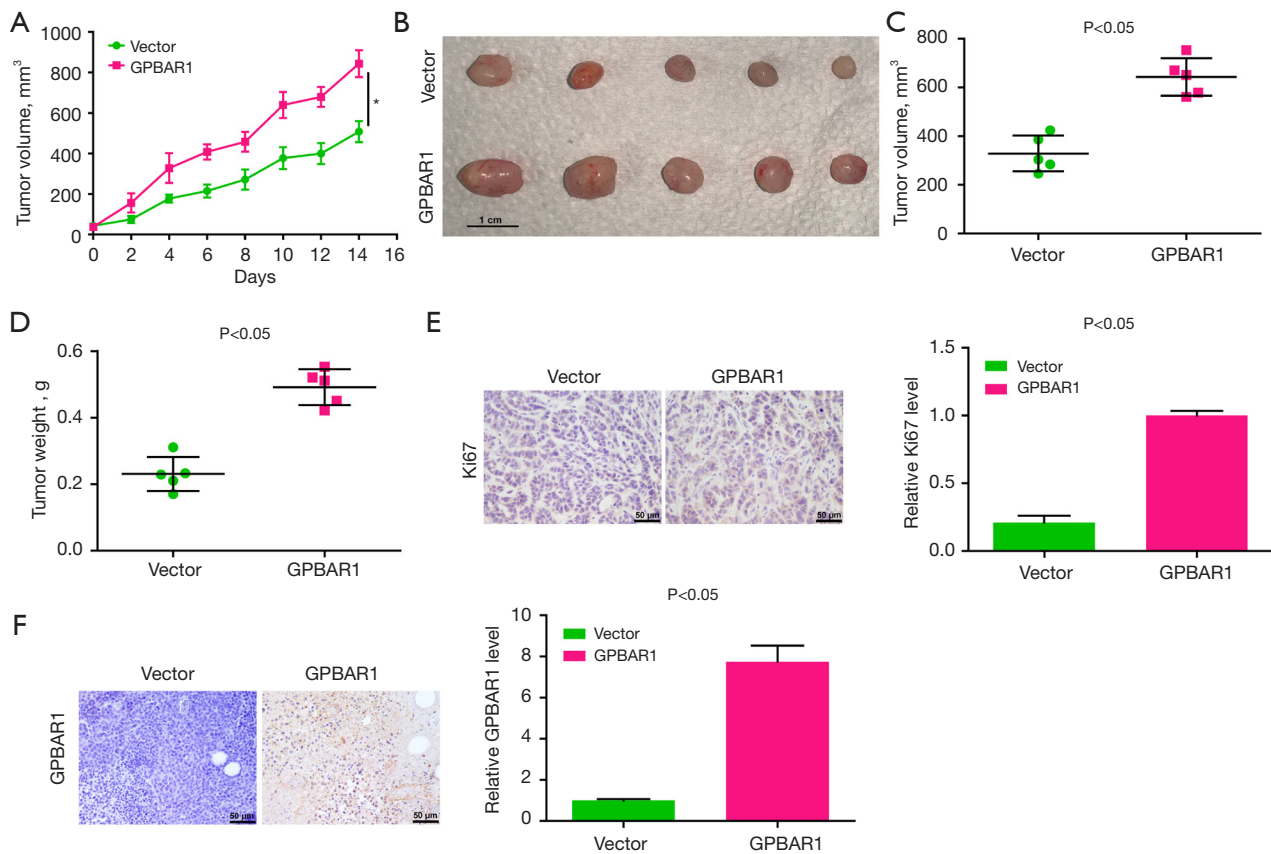 A
Tumor volume, mm³
1000
800
600
400
200
0
0 2 4 6 8 10 12 14 16
Days
Vector
GPBAR1
*
B
Vector
GPBAR1
1 cm
C
P<0.05
Tumor volume, mm³
800
600
400
200
0
Vector GPBAR1
D
P<0.05
Tumor weight , g
0.6
0.4
0.2
0.0
Vector GPBAR1
E
Vector GPBAR1
Ki67
50 μm 50 μm
P<0.05
Relative Ki67 level
1.5
1.0
0.5
0.0
Vector
GPBAR1
Vector GPBAR1
F
Vector GPBAR1
GPBAR1
50 μm 50 μm
P<0.05
Relative GPBAR1 level
10
8
6
4
2
0
Vector
GPBAR1
Vector GPBAR1